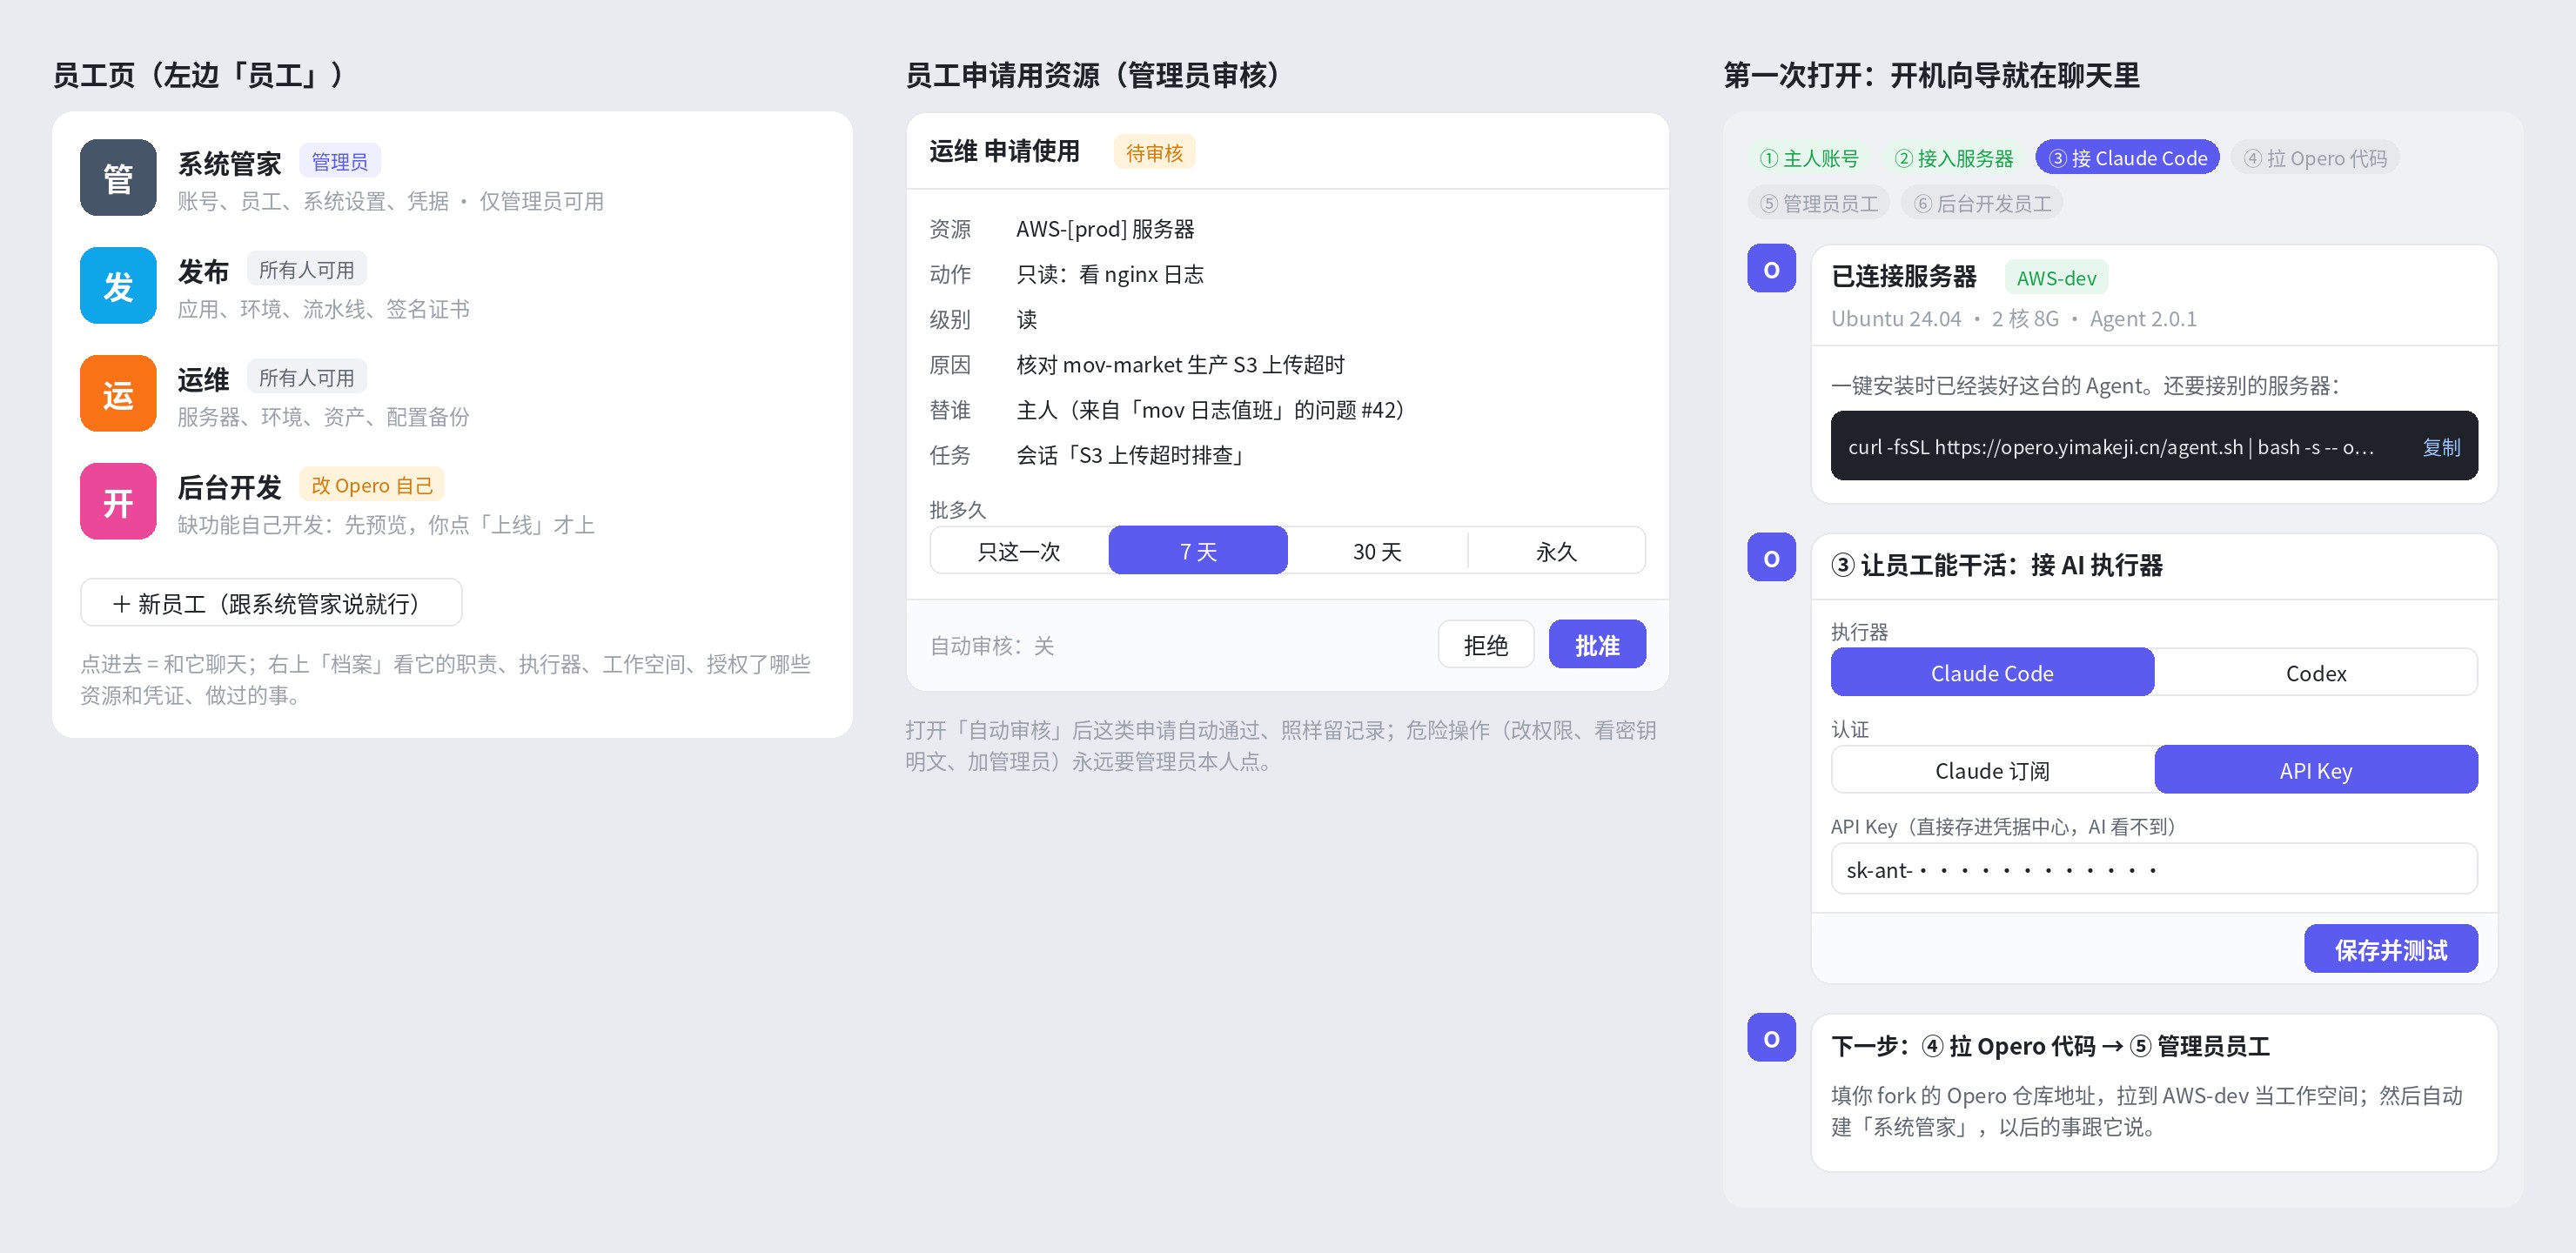 员工页（左边「员工」）
管
系统管家 管理员
账号、员工、系统设置、凭据 · 仅管理员可用
发
发布 所有人可用
应用、环境、流水线、签名证书
运
运维 所有人可用
服务器、环境、资产、配置备份
开
后台开发 改 Opero 自己
缺功能自己开发：先预览，你点「上线」才上
＋ 新员工（跟系统管家说就行）
点进去 = 和它聊天；右上「档案」看它的职责、执行器、工作空间、授权了哪些
资源和凭证、做过的事。
员工申请用资源（管理员审核）
运维 申请使用 待审核
资源 AWS-[prod] 服务器
动作 只读：看 nginx 日志
级别 读
原因 核对 mov-market 生产 S3 上传超时
替谁 主人（来自「mov 日志值班」的问题 #42）
任务 会话「S3 上传超时排查」
批多久
只这一次 7 天 30 天 永久
自动审核：关 拒绝 批准
打开「自动审核」后这类申请自动通过、照样留记录；危险操作（改权限、看密钥
明文、加管理员）永远要管理员本人点。
第一次打开：开机向导就在聊天里
① 主人账号 ② 接入服务器 ③ 接 Claude Code ④ 拉 Opero 代码
⑤ 管理员员工 ⑥ 后台开发员工
O
已连接服务器 AWS-dev
Ubuntu 24.04 · 2 核 8G · Agent 2.0.1
一键安装时已经装好这台的 Agent。还要接别的服务器：
curl -fsSL https://opero.yimakeji.cn/agent.sh | bash -s -- o… 复制
O
③ 让员工能干活：接 AI 执行器
执行器
Claude Code Codex
认证
Claude 订阅 API Key
API Key（直接存进凭据中心，AI 看不到）
sk-ant-············
保存并测试
O
下一步：④ 拉 Opero 代码 → ⑤ 管理员员工
填你 fork 的 Opero 仓库地址，拉到 AWS-dev 当工作空间；然后自动
建「系统管家」，以后的事跟它说。